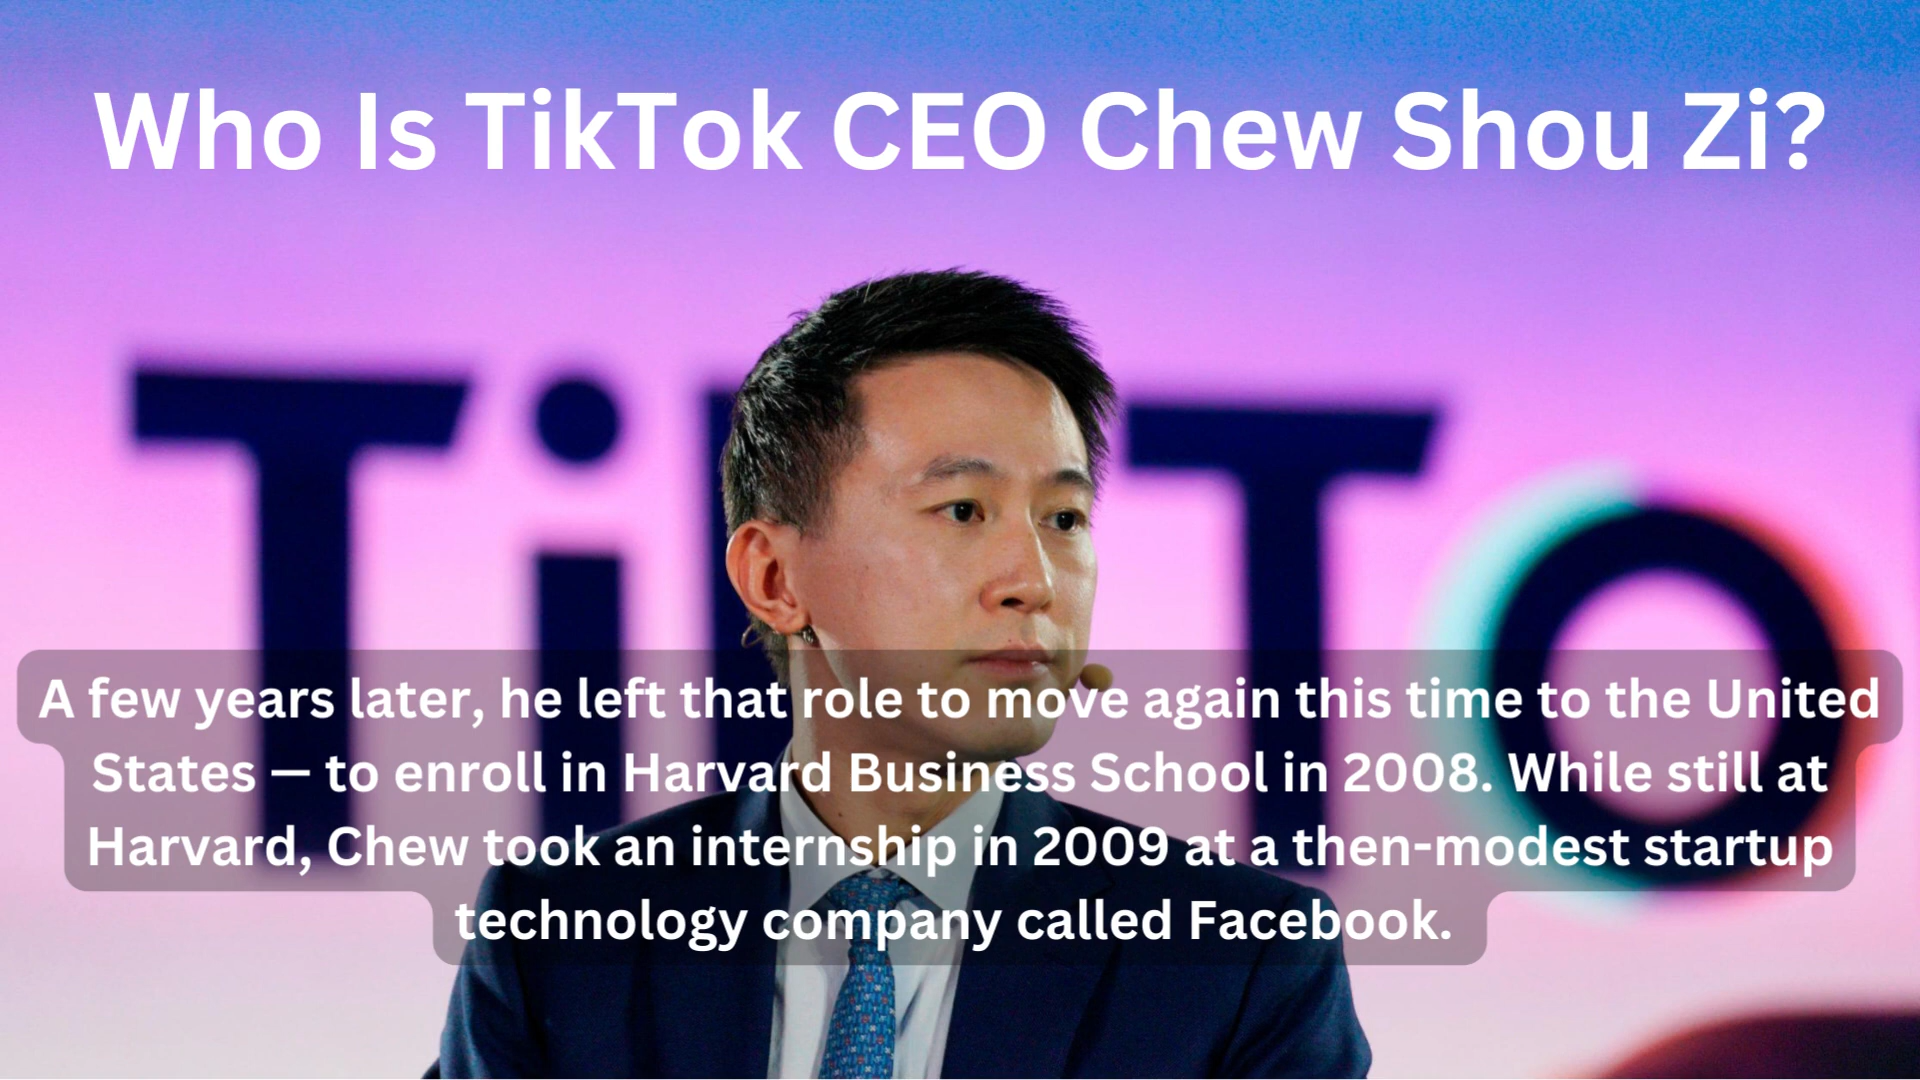 Who Is TikTok CEO Chew Shou Zi?
TikTok
A few years later, he left that role to move again this time to the United
States — to enroll in Harvard Business School in 2008. While still at
Harvard, Chew took an internship in 2009 at a then-modest startup
technology company called Facebook.